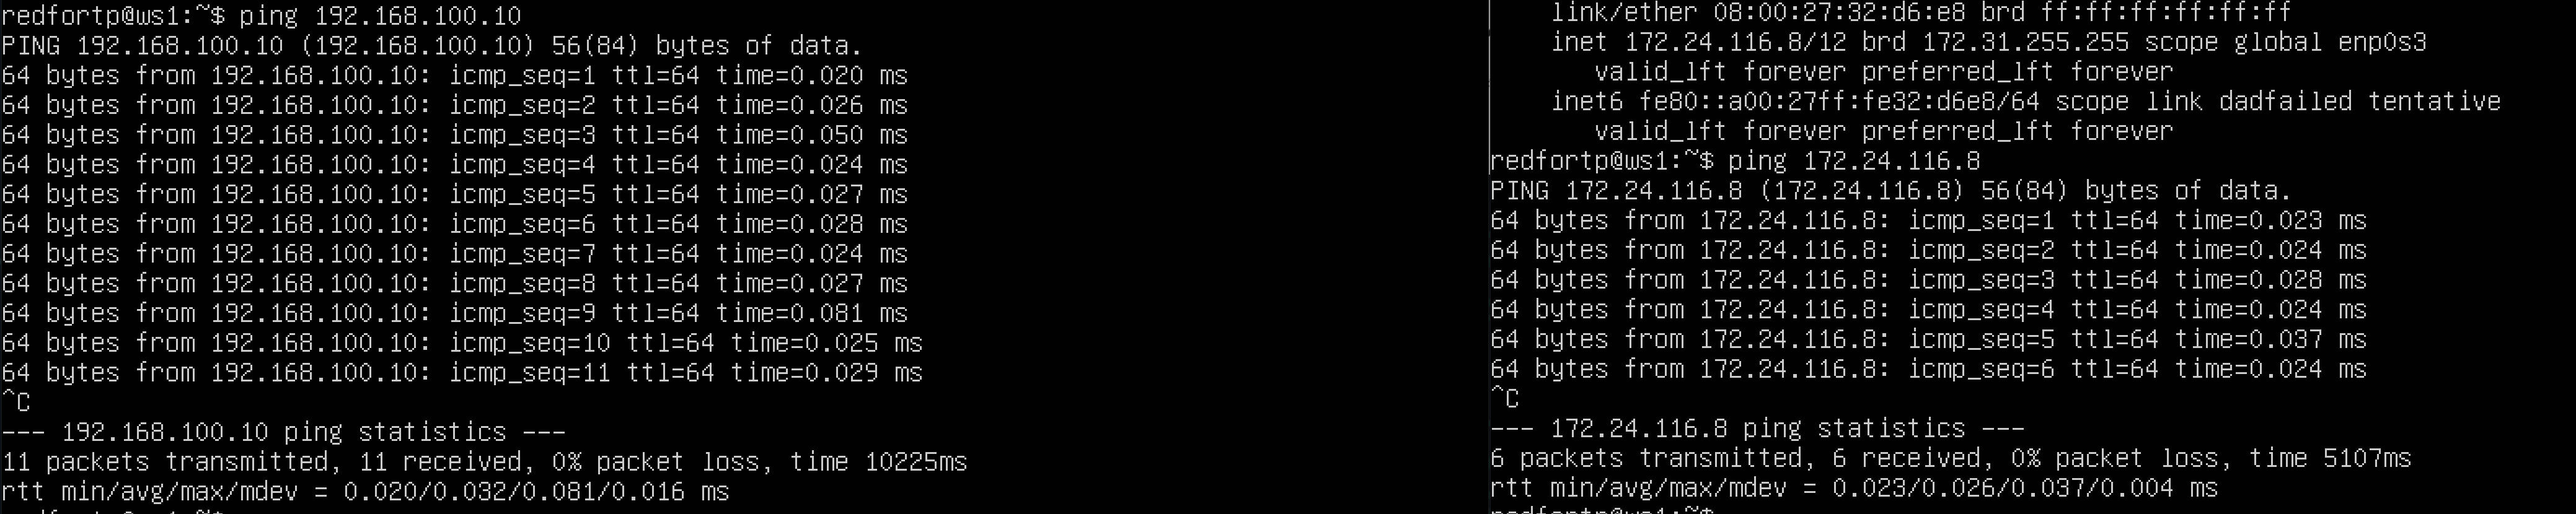 redfortp@ws1:~$ ping 192.168.100.10
PING 192.168.100.10 (192.168.100.10) 56(84) bytes of data.
64 bytes from 192.168.100.10: icmp_seq=1 ttl=64 time=0.020 ms
64 bytes from 192.168.100.10: icmp_seq=2 ttl=64 time=0.026 ms
64 bytes from 192.168.100.10: icmp_seq=3 ttl=64 time=0.050 ms
64 bytes from 192.168.100.10: icmp_seq=4 ttl=64 time=0.024 ms
64 bytes from 192.168.100.10: icmp_seq=5 ttl=64 time=0.027 ms
64 bytes from 192.168.100.10: icmp_seq=6 ttl=64 time=0.028 ms
64 bytes from 192.168.100.10: icmp_seq=7 ttl=64 time=0.024 ms
64 bytes from 192.168.100.10: icmp_seq=8 ttl=64 time=0.027 ms
64 bytes from 192.168.100.10: icmp_seq=9 ttl=64 time=0.081 ms
64 bytes from 192.168.100.10: icmp_seq=10 ttl=64 time=0.025 ms
64 bytes from 192.168.100.10: icmp_seq=11 ttl=64 time=0.029 ms
^C
--- 192.168.100.10 ping statistics ---
11 packets transmitted, 11 received, 0% packet loss, time 10225ms
rtt min/avg/max/mdev = 0.020/0.032/0.081/0.016 ms
link/ether 08:00:27:32:d6:e8 brd ff:ff:ff:ff:ff:ff
inet 172.24.116.8/12 brd 172.31.255.255 scope global enp0s3
valid_lft forever preferred_lft forever
inet6 fe80::a00:27ff:fe32:d6e8/64 scope link dadfailed tentative
valid_lft forever preferred_lft forever
redfortp@ws1:~$ ping 172.24.116.8
PING 172.24.116.8 (172.24.116.8) 56(84) bytes of data.
64 bytes from 172.24.116.8: icmp_seq=1 ttl=64 time=0.023 ms
64 bytes from 172.24.116.8: icmp_seq=2 ttl=64 time=0.024 ms
64 bytes from 172.24.116.8: icmp_seq=3 ttl=64 time=0.028 ms
64 bytes from 172.24.116.8: icmp_seq=4 ttl=64 time=0.024 ms
64 bytes from 172.24.116.8: icmp_seq=5 ttl=64 time=0.037 ms
64 bytes from 172.24.116.8: icmp_seq=6 ttl=64 time=0.024 ms
^C
--- 172.24.116.8 ping statistics ---
6 packets transmitted, 6 received, 0% packet loss, time 5107ms
rtt min/avg/max/mdev = 0.023/0.026/0.037/0.004 ms